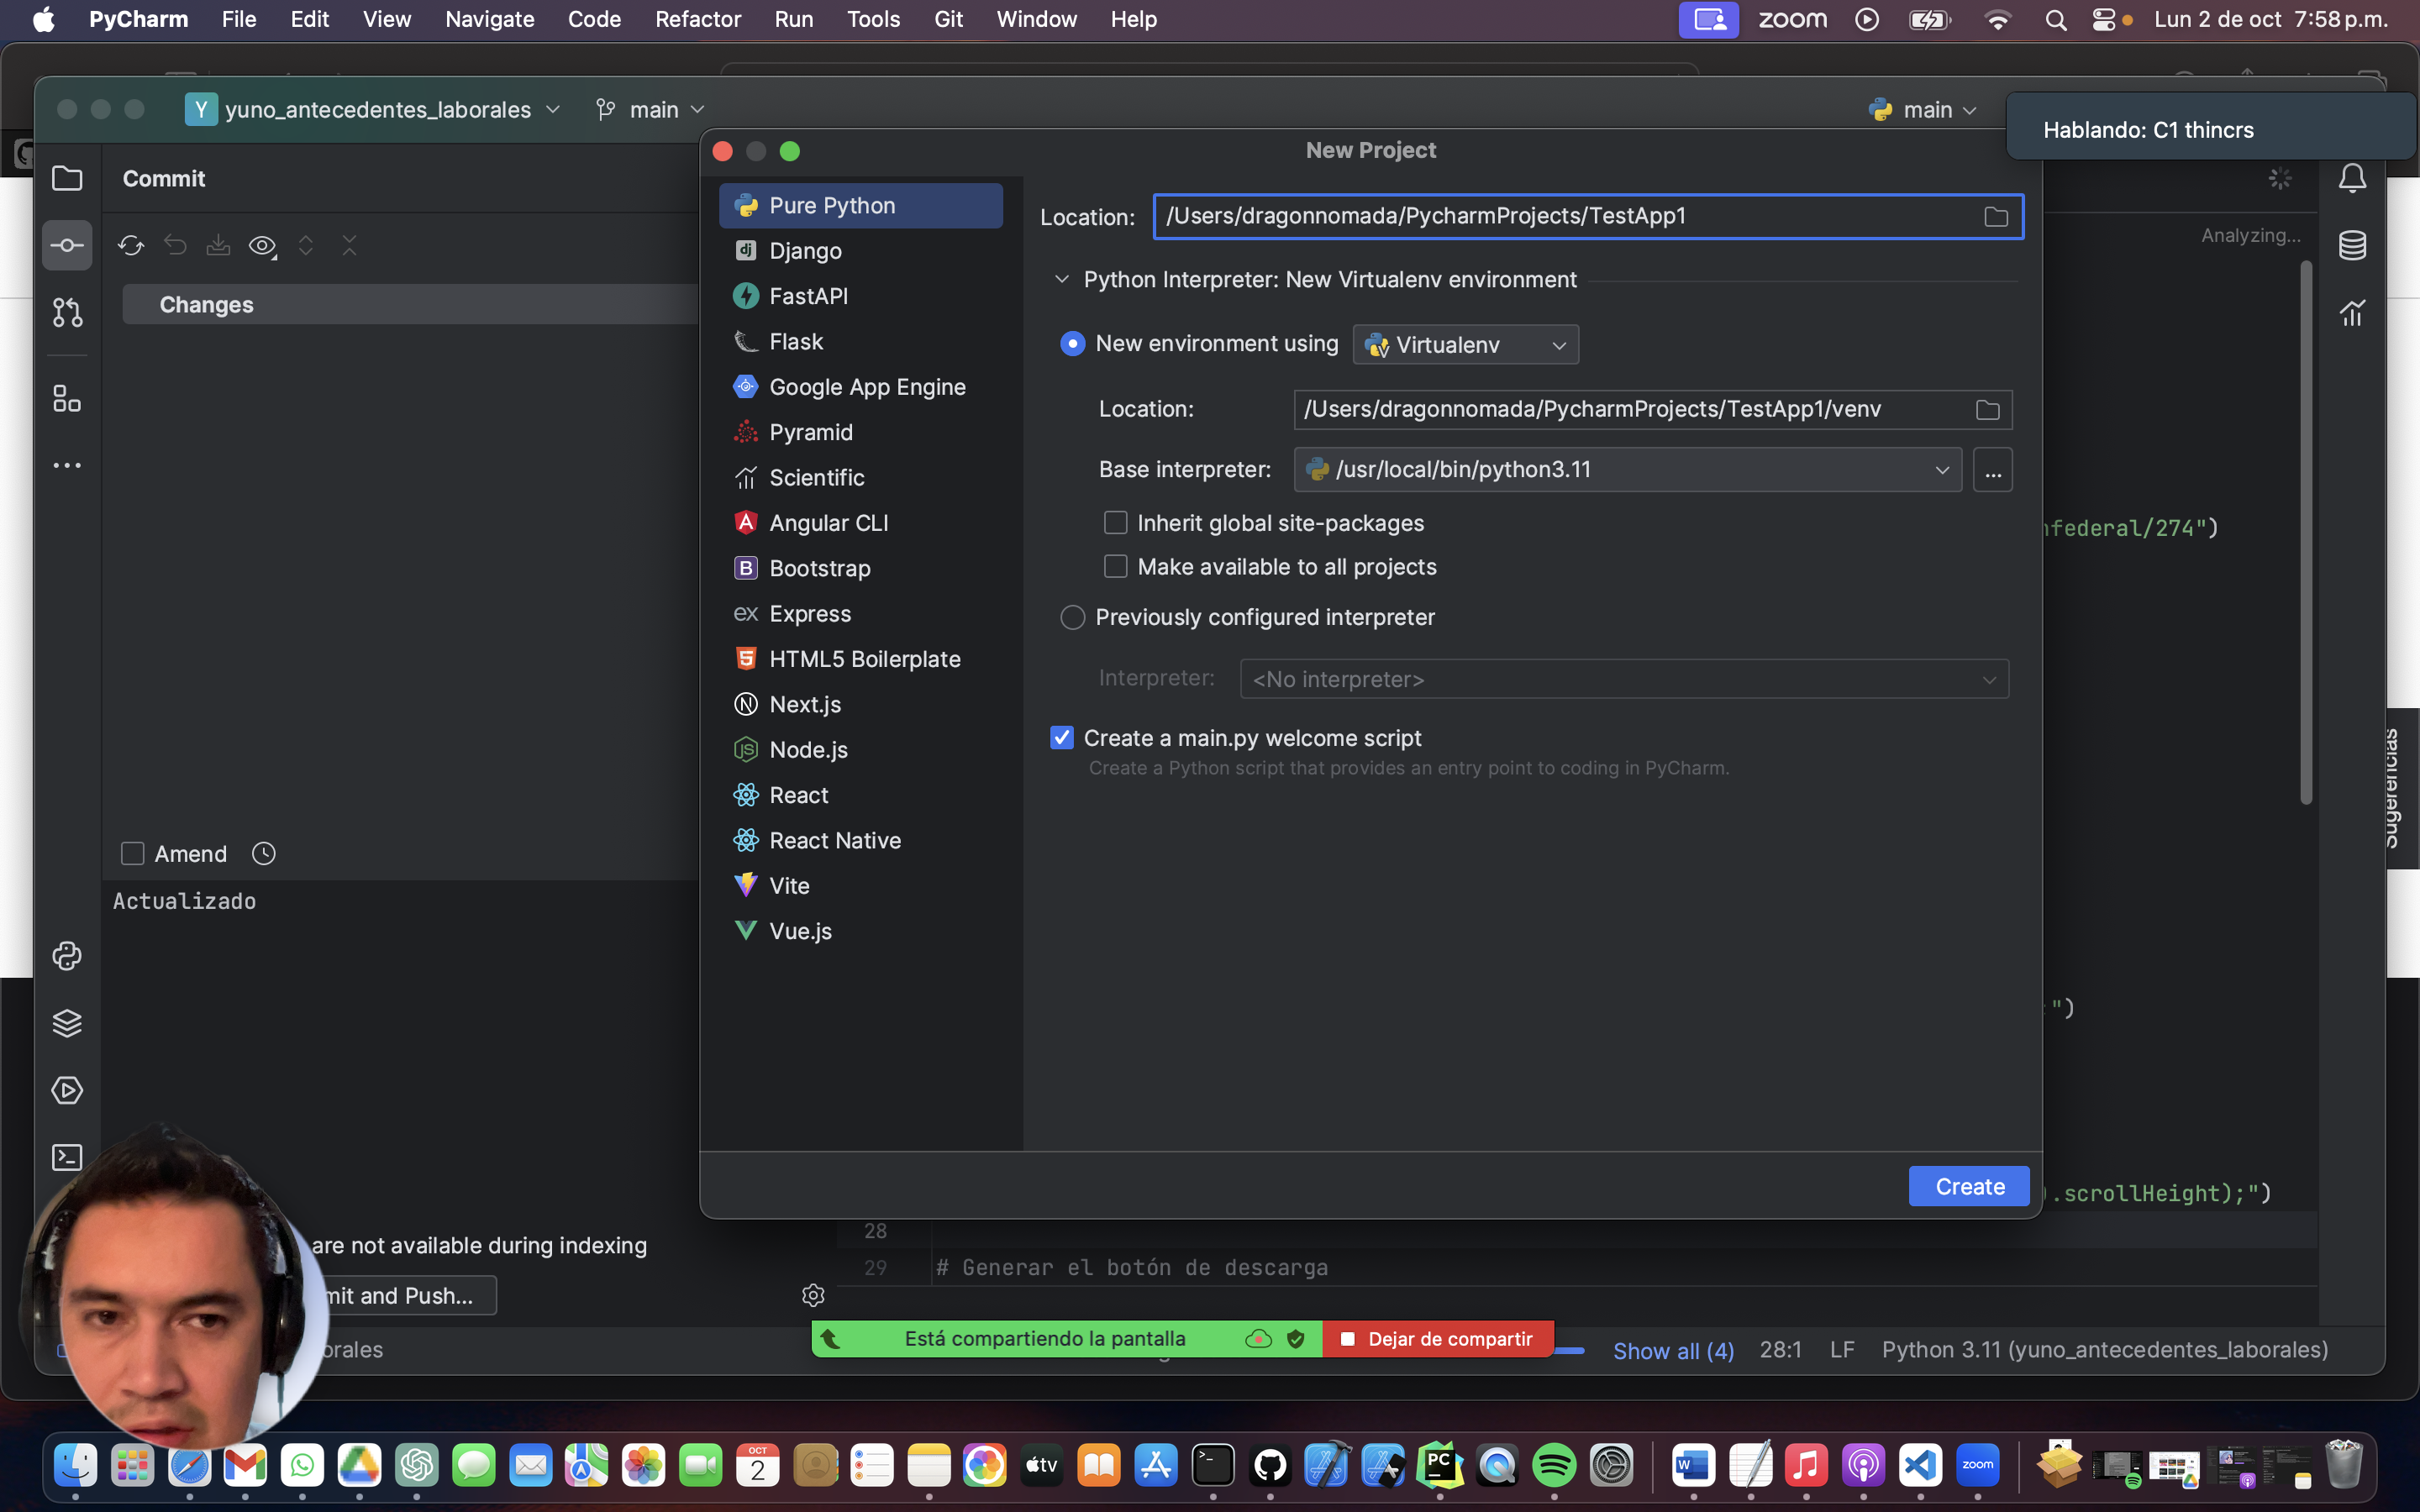 PyCharm File Edit View Navigate Code Refactor Run Tools Git Window Help zoom Lun 2 de oct 7:58 p.m.
Y yuno_antecedentes_laborales main main
Hablando: C1 thincrs
New Project
Commit
Changes
Amend
Actualizado
are not available during indexing
mit and Push...
orales
Pure Python
Django
FastAPI
Flask
Google App Engine
Pyramid
Scientific
Angular CLI
Bootstrap
Express
HTML5 Boilerplate
Next.js
Node.js
React
React Native
Vite
Vue.js
Location: /Users/dragonnomada/PycharmProjects/TestApp1
Python Interpreter: New Virtualenv environment
New environment using Virtualenv
Location: /Users/dragonnomada/PycharmProjects/TestApp1/venv
Base interpreter: /usr/local/bin/python3.11 ...
Inherit global site-packages
Make available to all projects
Previously configured interpreter
Interpreter: <No interpreter>
Create a main.py welcome script
Create a Python script that provides an entry point to coding in PyCharm.
Create
Analyzing...
nfederal/274")
")
.scrollHeight);")
Sugerencias
28
29 # Generar el botón de descarga
Está compartiendo la pantalla Dejar de compartir
Show all (4) 28:1 LF Python 3.11 (yuno_antecedentes_laborales)
OCT
2
tv
PC
W
zoom